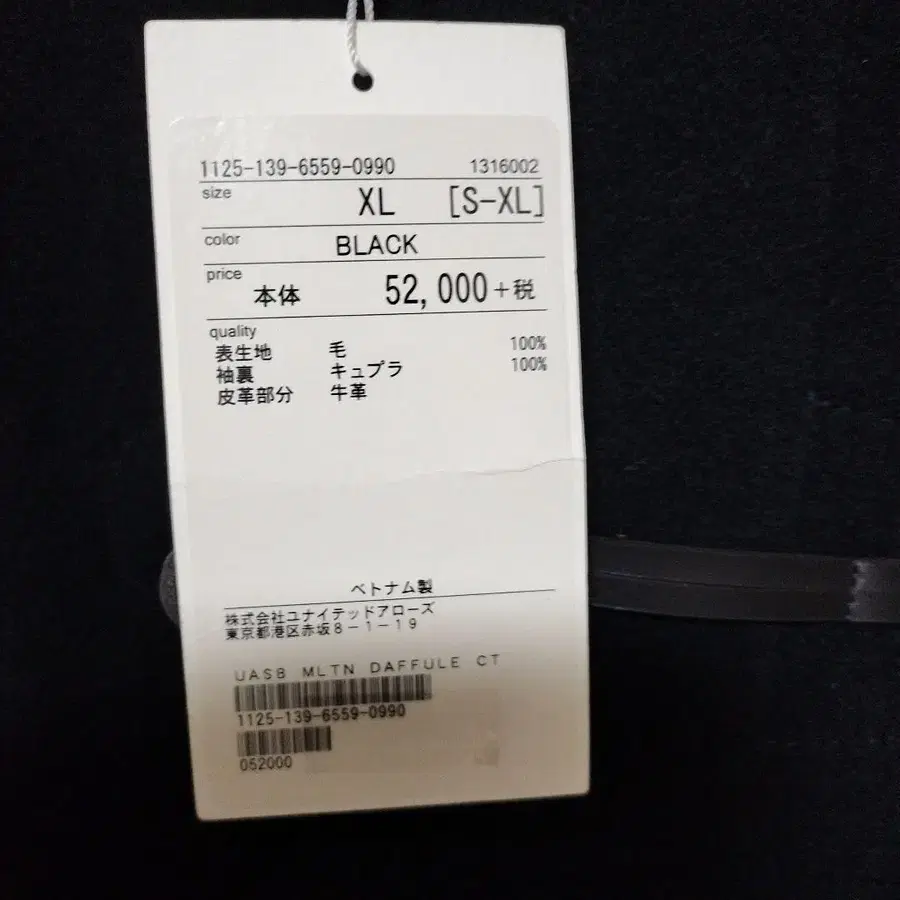 1125-139-6559-0990 1316002
size
XL [S-XL]
color
BLACK
price
本体 52,000+税
quality
表生地 毛 100%
袖裏 キュプラ 100%
皮革部分 牛革
ベトナム製
株式会社ユナイテッドアローズ
東京都港区赤坂8-1-19
UASB MLTN DAFFULE CT
1125-139-6559-0990
052000